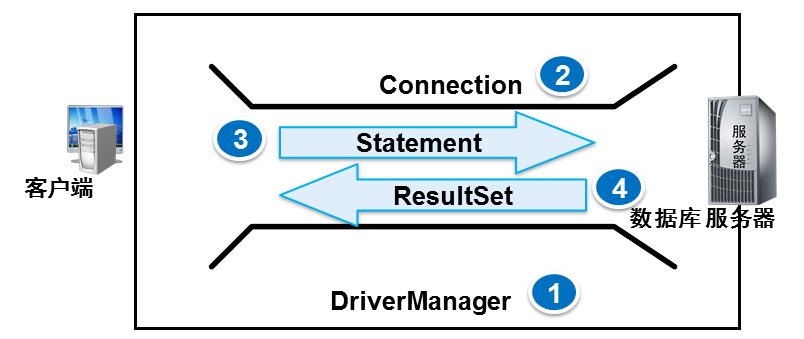 Connection 2
3 Statement
ResultSet 4
客户端
服务器
数据库服务器
DriverManager 1